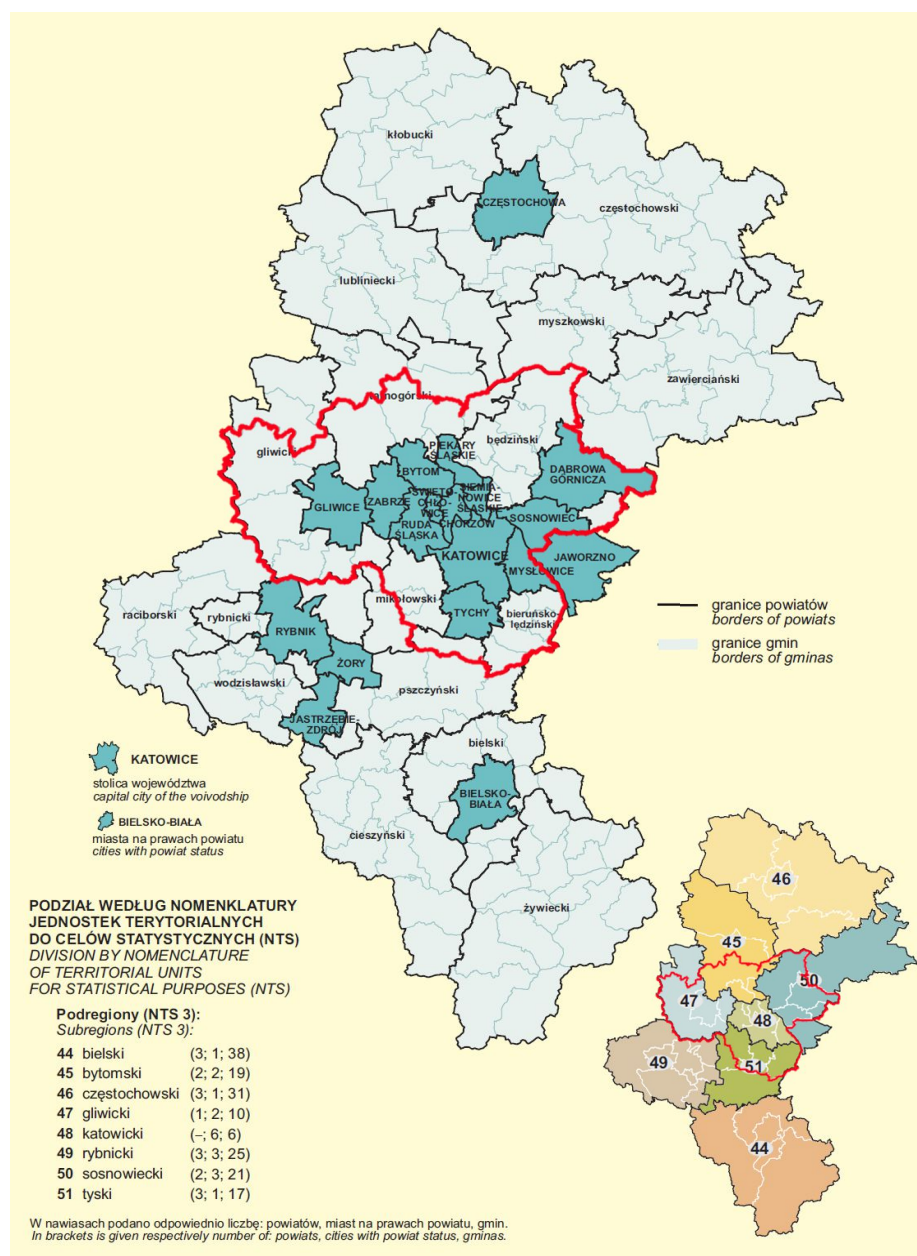 kłobucki
CZĘSTOCHOWA
częstochowski
lubliniecki
myszkowski
zawierciański
gliwicki
będziński
PIEKARY
ŚLĄSKIE
BYTOM
DĄBROWA
GÓRNICZA
GLIWICE
ZABRZE
ŚWIĘTO-
CHŁO-
WICE
SIEMIA-
NOWICE
ŚLĄSKIE
RUDA
ŚLĄSKA
CHORZÓW
SOSNOWIEC
KATOWICE
MYSŁOWICE
JAWORZNO
mikołowski
TYCHY
bieruńsko-
lędziński
raciborski
rybnicki
RYBNIK
ŻORY
wodzisławski
pszczyński
JASTRZĘBIE-
ZDRÓJ
bielski
BIELSKO-
BIAŁA
cieszyński
żywiecki
granice powiatów
borders of powiats
granice gmin
borders of gminas
KATOWICE
stolica województwa
capital city of the voivodship
BIELSKO-BIAŁA
miasta na prawach powiatu
cities with powiat status
PODZIAŁ WEDŁUG NOMENKLATURY
JEDNOSTEK TERYTORIALNYCH
DO CELÓW STATYSTYCZNYCH (NTS)
DIVISION BY NOMENCLATURE
OF TERRITORIAL UNITS
FOR STATISTICAL PURPOSES (NTS)
Podregiony (NTS 3):
Subregions (NTS 3):
44 bielski (3; 1; 38)
45 bytomski (2; 2; 19)
46 częstochowski (3; 1; 31)
47 gliwicki (1; 2; 10)
48 katowicki (–; 6; 6)
49 rybnicki (3; 3; 25)
50 sosnowiecki (2; 3; 21)
51 tyski (3; 1; 17)
46
45
50
47
48
49
51
44
W nawiasach podano odpowiednio liczbę: powiatów, miast na prawach powiatu, gmin.
In brackets is given respectively number of: powiats, cities with powiat status, gminas.